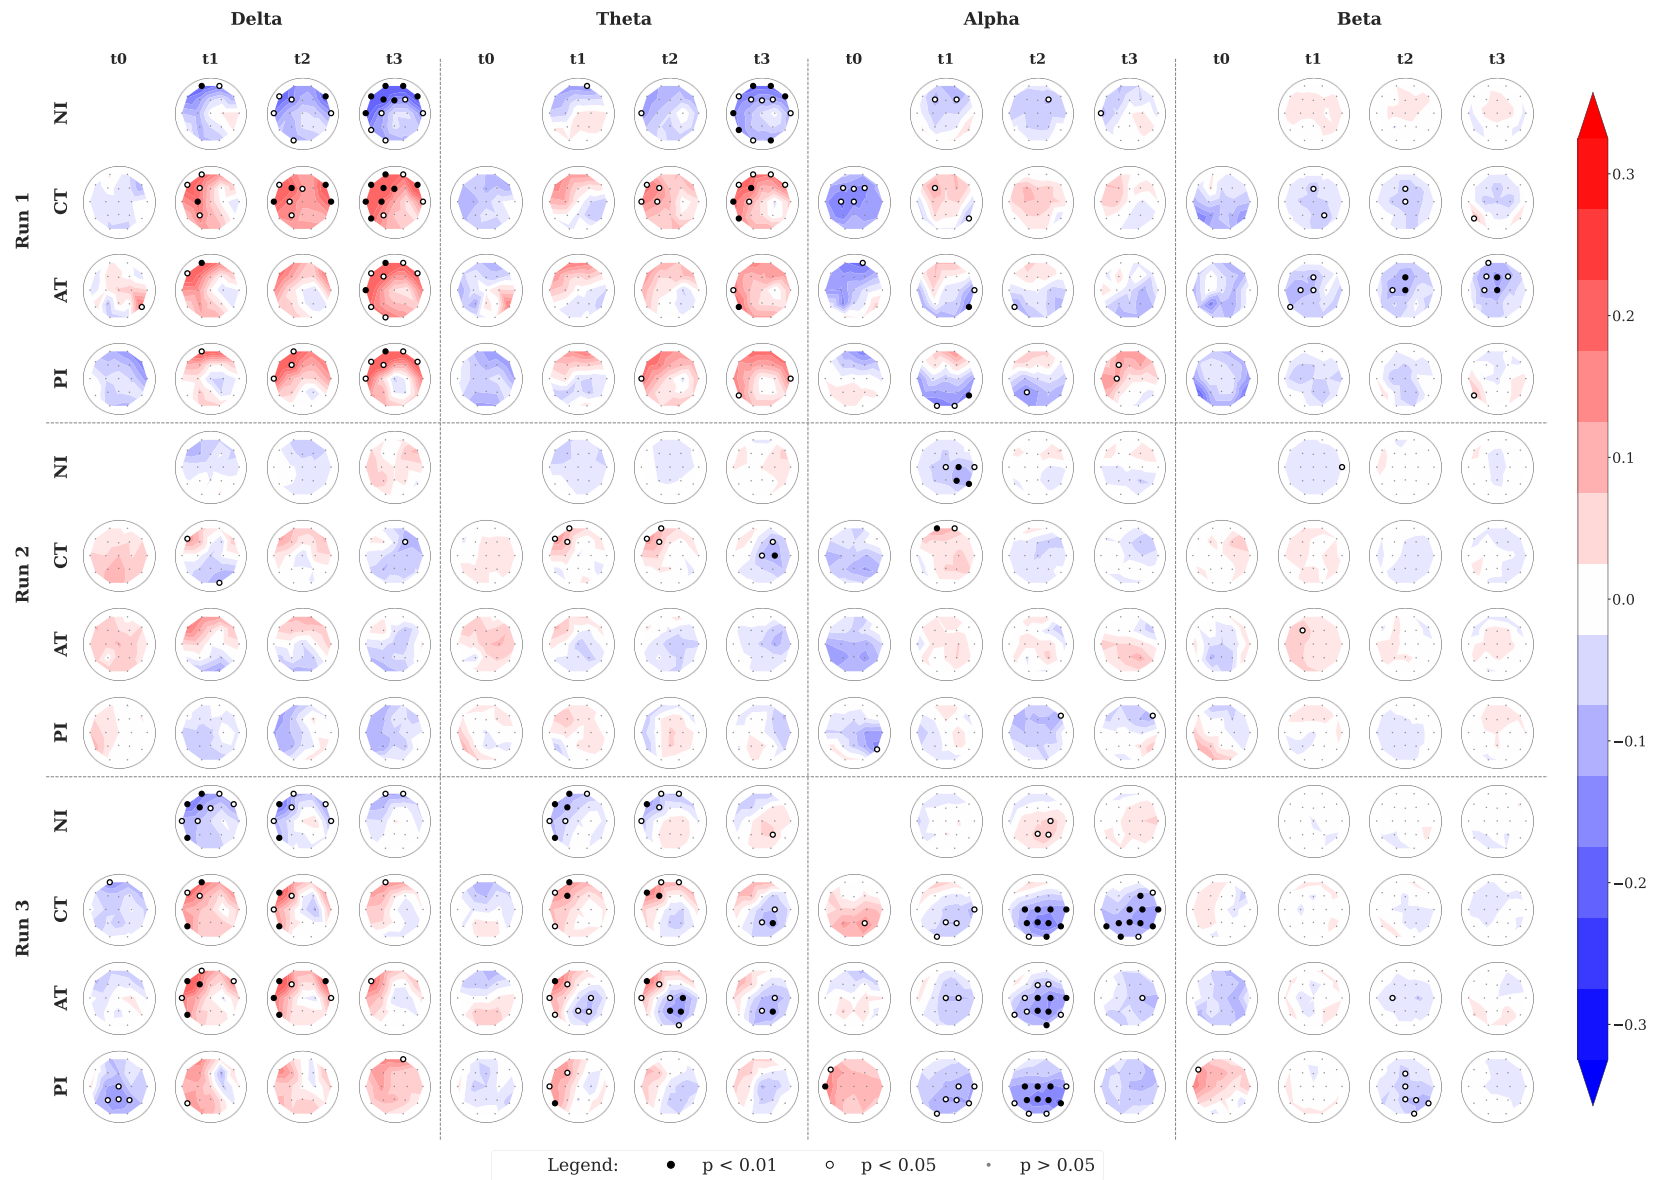 Delta Theta Alpha Beta
t0 t1 t2 t3 t0 t1 t2 t3 t0 t1 t2 t3 t0 t1 t2 t3
Run 1
NI
CT
AT
PI
Run 2
NI
CT
AT
PI
Run 3
NI
CT
AT
PI
0.3
0.2
0.1
0.0
−0.1
−0.2
−0.3
Legend: p < 0.01 p < 0.05 p > 0.05